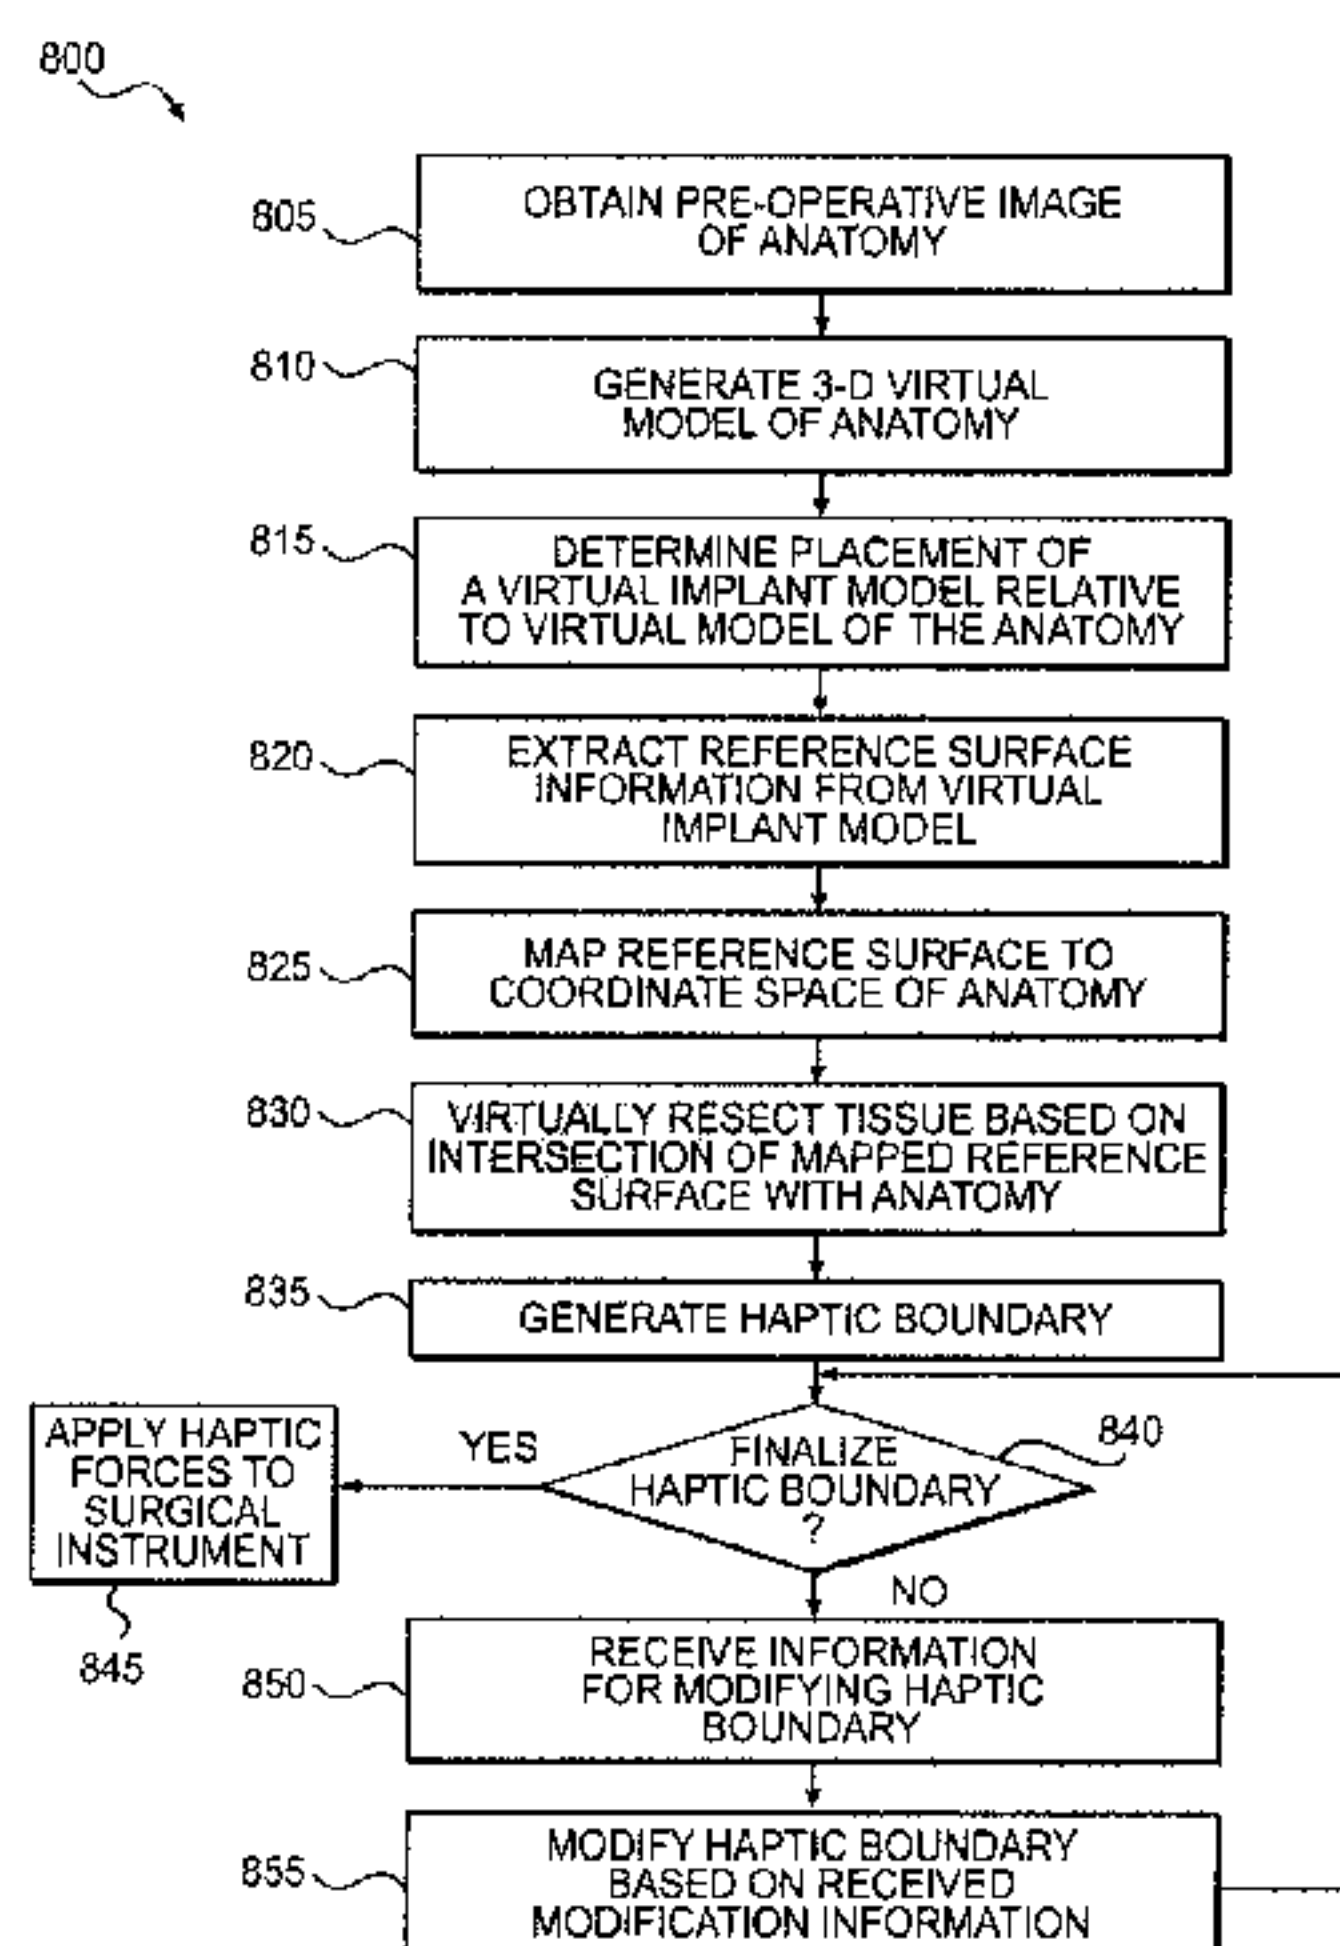 800
805
OBTAIN PRE-OPERATIVE IMAGE
OF ANATOMY
810
GENERATE 3-D VIRTUAL
MODEL OF ANATOMY
815
DETERMINE PLACEMENT OF
A VIRTUAL IMPLANT MODEL RELATIVE
TO VIRTUAL MODEL OF THE ANATOMY
820
EXTRACT REFERENCE SURFACE
INFORMATION FROM VIRTUAL
IMPLANT MODEL
825
MAP REFERENCE SURFACE TO
COORDINATE SPACE OF ANATOMY
830
VIRTUALLY RESECT TISSUE BASED ON
INTERSECTION OF MAPPED REFERENCE
SURFACE WITH ANATOMY
835
GENERATE HAPTIC BOUNDARY
840
FINALIZE
HAPTIC BOUNDARY
?
YES
APPLY HAPTIC
FORCES TO
SURGICAL
INSTRUMENT
845
NO
850
RECEIVE INFORMATION
FOR MODIFYING HAPTIC
BOUNDARY
855
MODIFY HAPTIC BOUNDARY
BASED ON RECEIVED
MODIFICATION INFORMATION